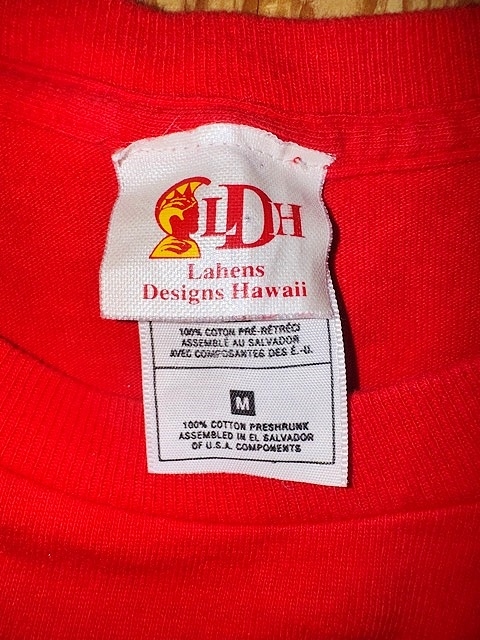 LDH
Lahens
Designs Hawaii
100% COTON PRÉ-RÉTRÉCI
ASSEMBLÉ AU SALVADOR
AVEC COMPOSANTES DES É.-U.
M
100% COTTON PRESHRUNK
ASSEMBLED IN EL SALVADOR
OF U.S.A. COMPONENTS